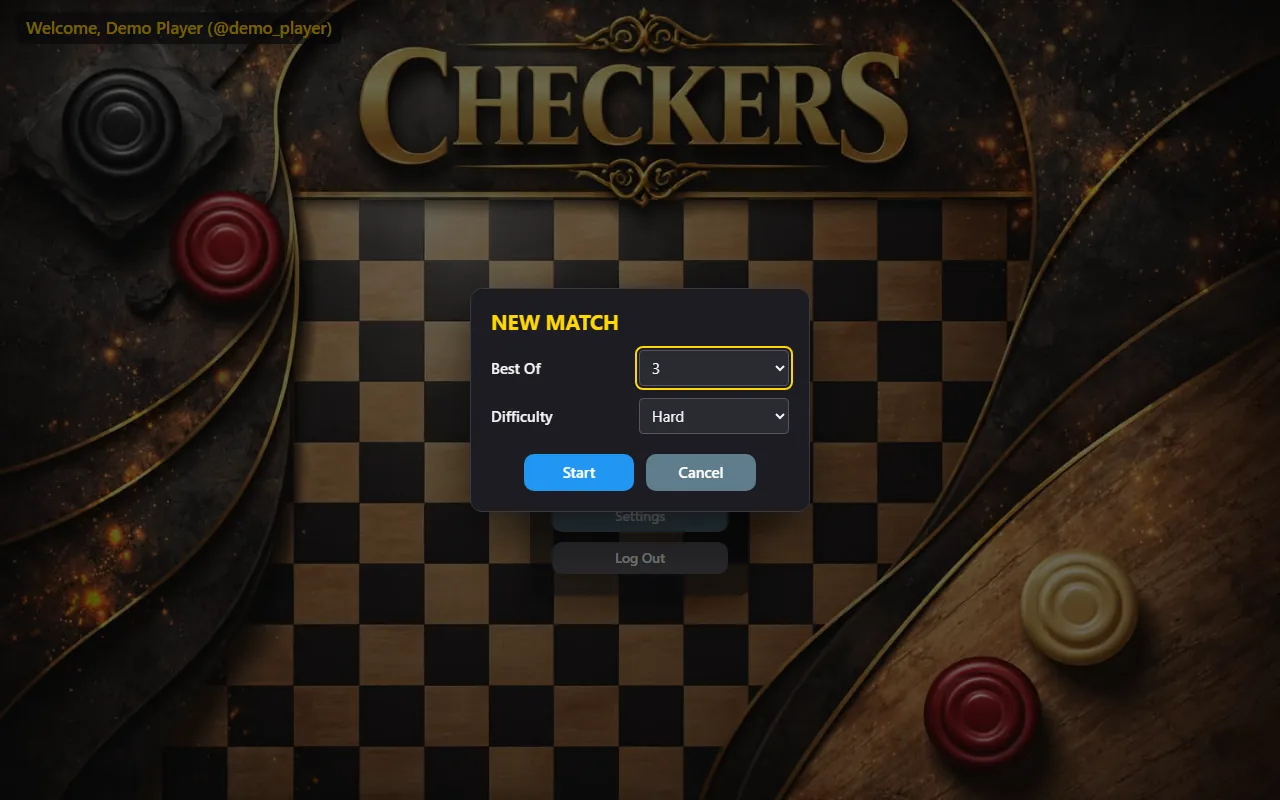 Welcome, Demo Player (@demo_player)
CHECKERS
NEW MATCH
Best Of 3
Difficulty Hard
Start Cancel
Settings
Log Out